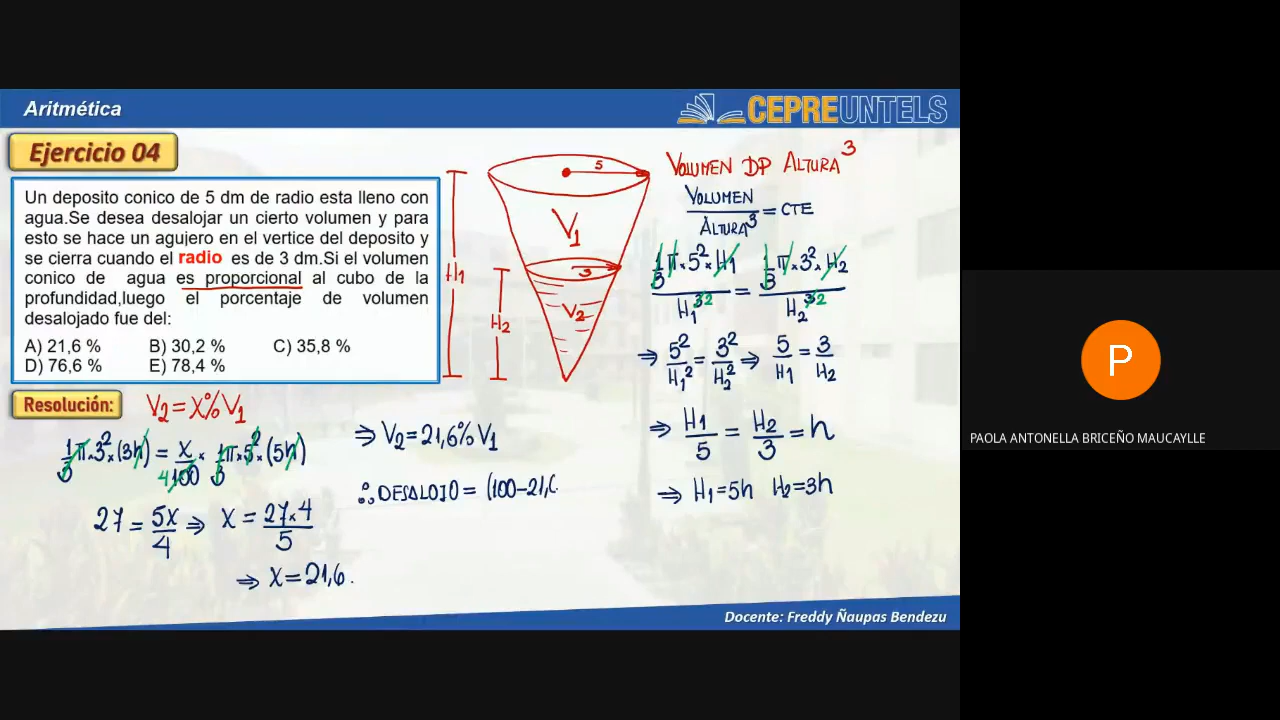 Aritmética
CEPREUNTELS
Ejercicio 04
Un deposito conico de 5 dm de radio esta lleno con
agua.Se desea desalojar un cierto volumen y para
esto se hace un agujero en el vertice del deposito y
se cierra cuando el radio es de 3 dm.Si el volumen
conico de agua es proporcional al cubo de la
profundidad,luego el porcentaje de volumen
desalojado fue del:
A) 21,6 % B) 30,2 % C) 35,8 %
D) 76,6 % E) 78,4 %
5
V₁
3
V₂
H₁
H₂
VOLUMEN DP ALTURA³
VOLUMEN / ALTURA³ = CTE
1/3 π×5²×H₁ / H₁³ ² = 1/3 π×3²×H₂ / H₂³ ²
⇒ 5²/H₁² = 3²/H₂² ⇒ 5/H₁ = 3/H₂
⇒ H₁/5 = H₂/3 = h
⇒ H₁=5h H₂=3h
Resolución:
V₂ = X% V₁
1/3 π×3²×(3h) = X/100 × 1/3 π×5²×(5h)
4
27 = 5X/4 ⇒ X = 27×4/5
⇒ X = 21,6.
⇒ V₂ = 21,6% V₁
∴ DESALOJO = (100−21,
Docente: Freddy Ñaupas Bendezu
P
PAOLA ANTONELLA BRICEÑO MAUCAYLLE